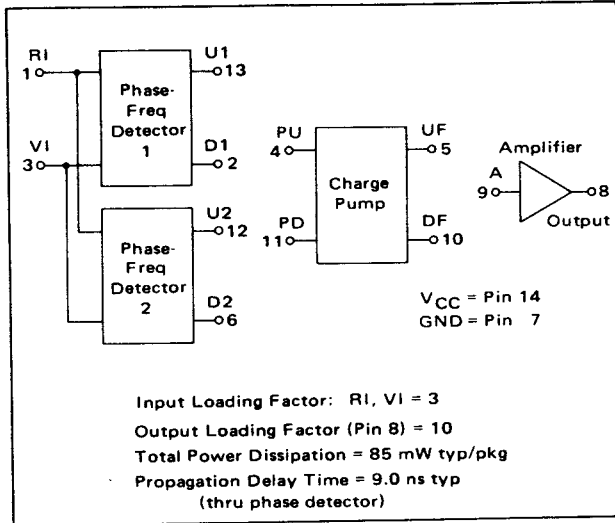 RI
1
U1
13
Phase-
Freq
Detector
1
VI
3
D1
2
U2
12
Phase-
Freq
Detector
2
D2
6
PU
4
UF
5
Charge
Pump
PD
11
DF
10
Amplifier
A
9
8
Output
VCC = Pin 14
GND = Pin 7
Input Loading Factor: RI, VI = 3
Output Loading Factor (Pin 8) = 10
Total Power Dissipation = 85 mW typ/pkg
Propagation Delay Time = 9.0 ns typ
(thru phase detector)